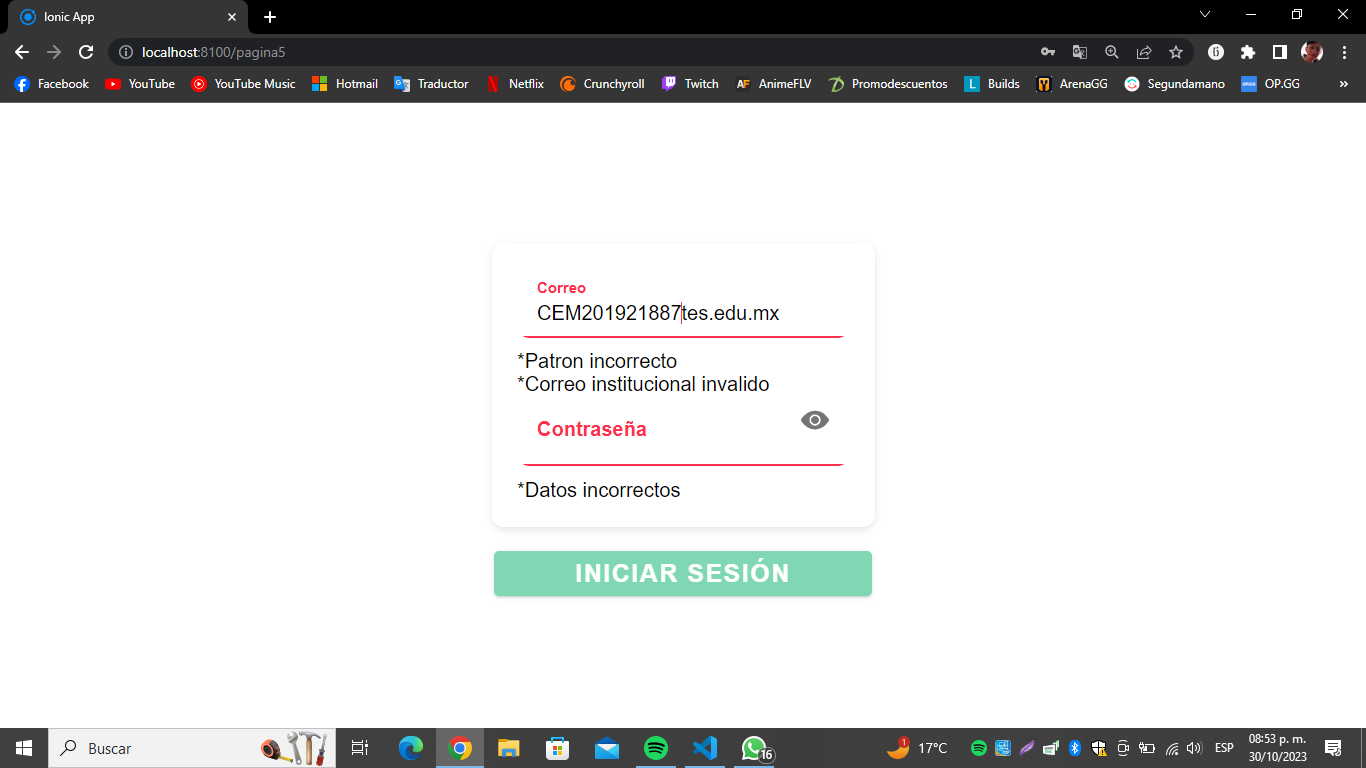 Ionic App
localhost:8100/pagina5
Facebook YouTube YouTube Music Hotmail Traductor Netflix Crunchyroll Twitch AnimeFLV Promodescuentos Builds ArenaGG Segundamano OP.GG »
Correo
CEM201921887tes.edu.mx
*Patron incorrecto
*Correo institucional invalido
Contraseña
*Datos incorrectos
INICIAR SESIÓN
Buscar
1
16
17°C
ESP
08:53 p. m.
30/10/2023